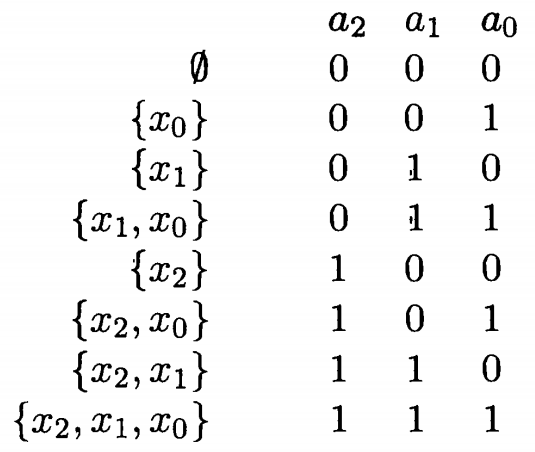 a₂ a₁ a₀
∅ 0 0 0
{x₀} 0 0 1
{x₁} 0 1 0
{x₁, x₀} 0 1 1
{x₂} 1 0 0
{x₂, x₀} 1 0 1
{x₂, x₁} 1 1 0
{x₂, x₁, x₀} 1 1 1